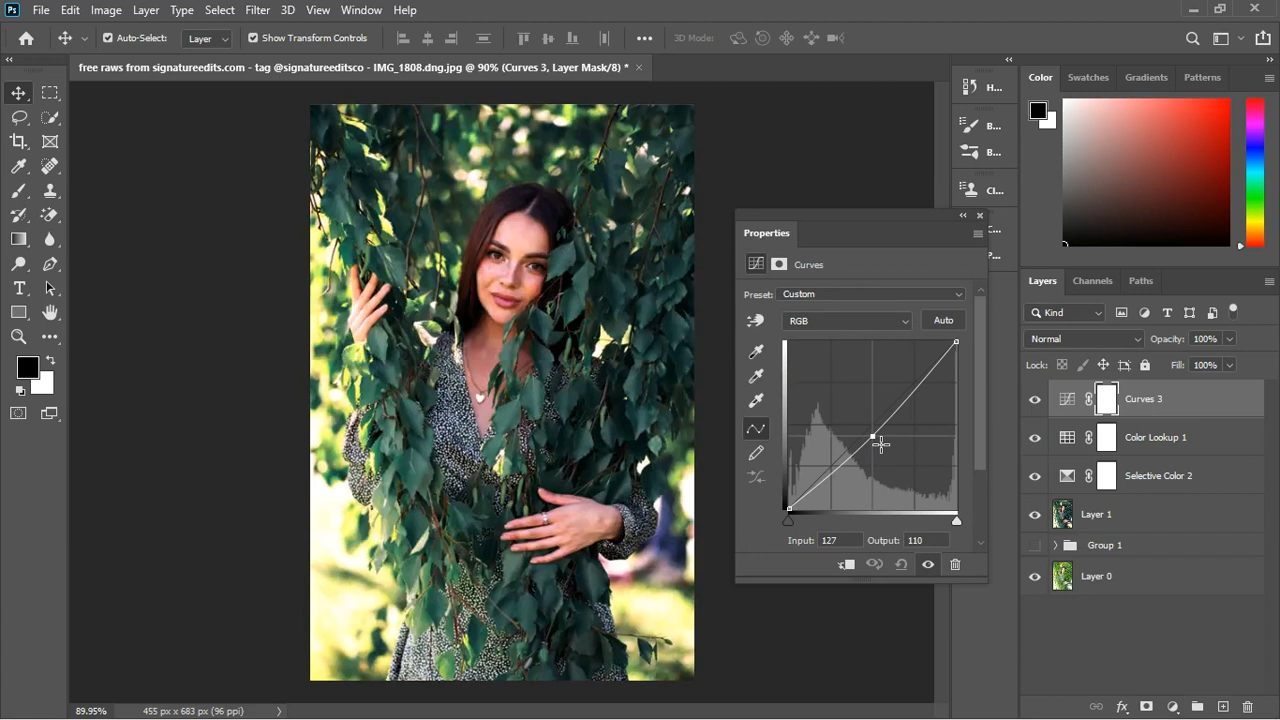 Ps File Edit Image Layer Type Select Filter 3D View Window Help
Auto-Select: Layer Show Transform Controls 3D Mode:
free raws from signatureedits.com - tag @signatureeditsco - IMG_1808.dng.jpg @ 90% (Curves 3, Layer Mask/8) *
H...
B...
B...
Cl...
C...
P...
Color Swatches Gradients Patterns
Properties
Curves
Preset: Custom
RGB Auto
Input: 127 Output: 110
Layers Channels Paths
Kind
Normal Opacity: 100%
Lock: Fill: 100%
Curves 3
Color Lookup 1
Selective Color 2
Layer 1
Group 1
Layer 0
89.95% 455 px x 683 px (96 ppi)
fx